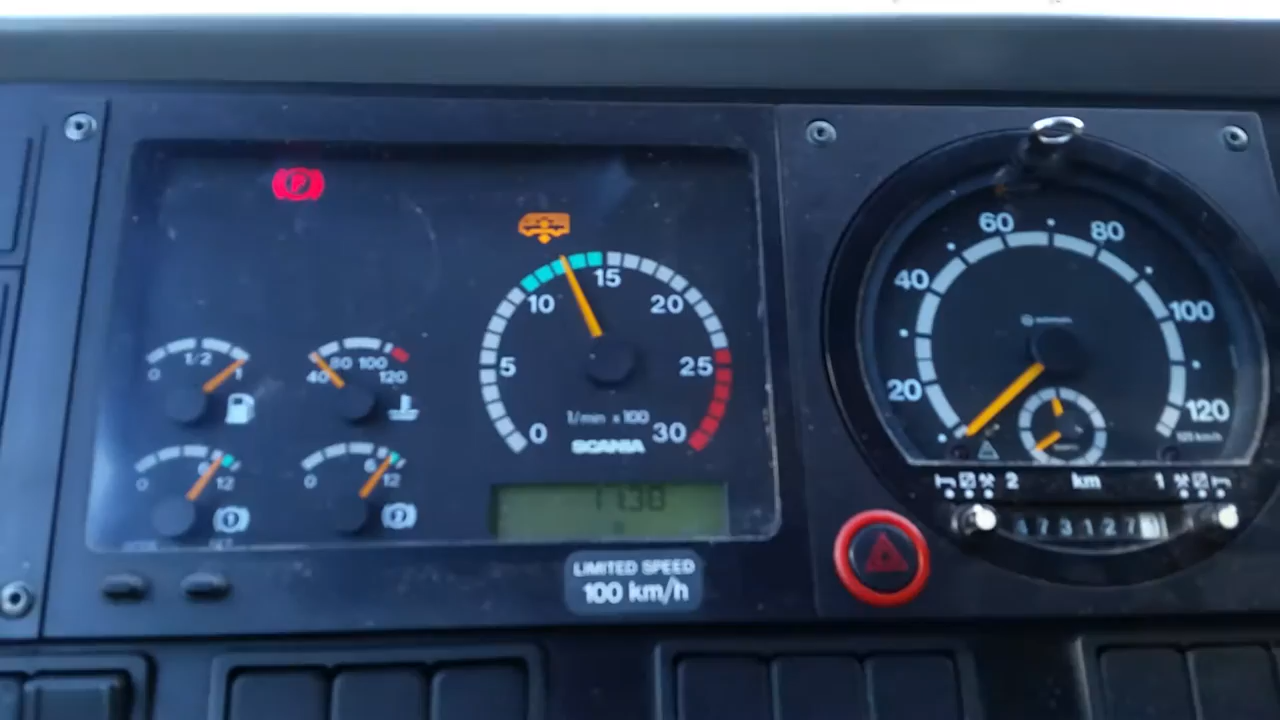 P
1/2
0 1
60 100
40 120
0 6 12
0 6 12
0 5 10 15 20 25 30
1/min x 100
SCANIA
LIMITED SPEED
100 km/h
20 40 60 80 100 120
125 km/h
2 km 1